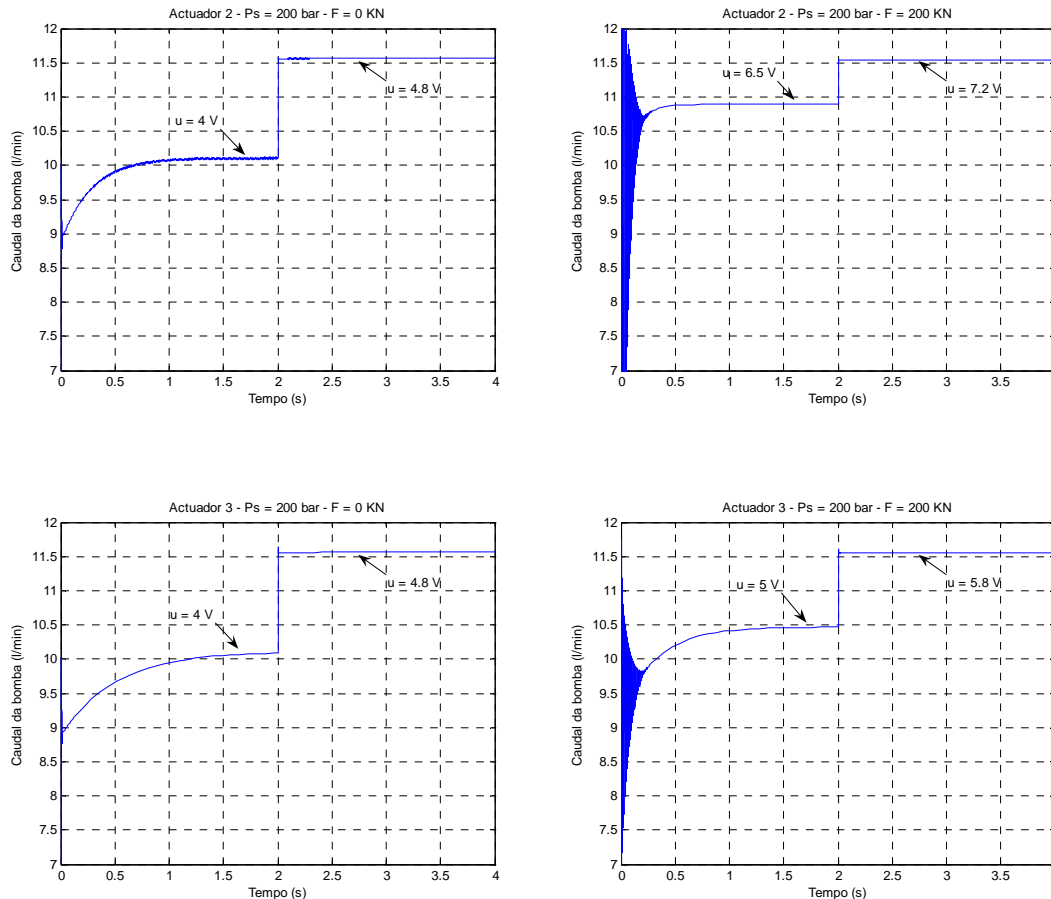 Actuador 2 - Ps = 200 bar - F = 0 KN
12
11.5
11
10.5
10
9.5
9
8.5
8
7.5
7
Caudal da bomba (l/min)
u = 4 V
u = 4.8 V
0 0.5 1 1.5 2 2.5 3 3.5 4
Tempo (s)
Actuador 2 - Ps = 200 bar - F = 200 KN
12
11.5
11
10.5
10
9.5
9
8.5
8
7.5
7
Caudal da bomba (l/min)
u = 6.5 V
u = 7.2 V
0 0.5 1 1.5 2 2.5 3 3.5
Tempo (s)
Actuador 3 - Ps = 200 bar - F = 0 KN
12
11.5
11
10.5
10
9.5
9
8.5
8
7.5
7
Caudal da bomba (l/min)
u = 4 V
u = 4.8 V
0 0.5 1 1.5 2 2.5 3 3.5 4
Tempo (s)
Actuador 3 - Ps = 200 bar - F = 200 KN
12
11.5
11
10.5
10
9.5
9
8.5
8
7.5
7
Caudal da bomba (l/min)
u = 5 V
u = 5.8 V
0 0.5 1 1.5 2 2.5 3 3.5
Tempo (s)